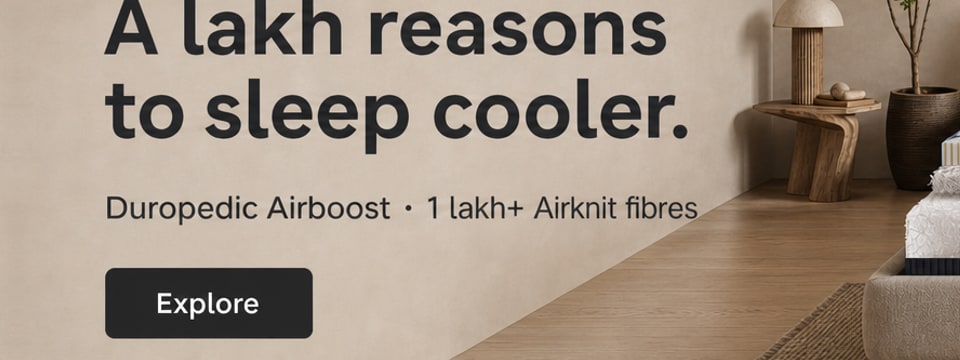 A lakh reasons
to sleep cooler.
Duropedic Airboost • 1 lakh+ Airknit fibres
Explore